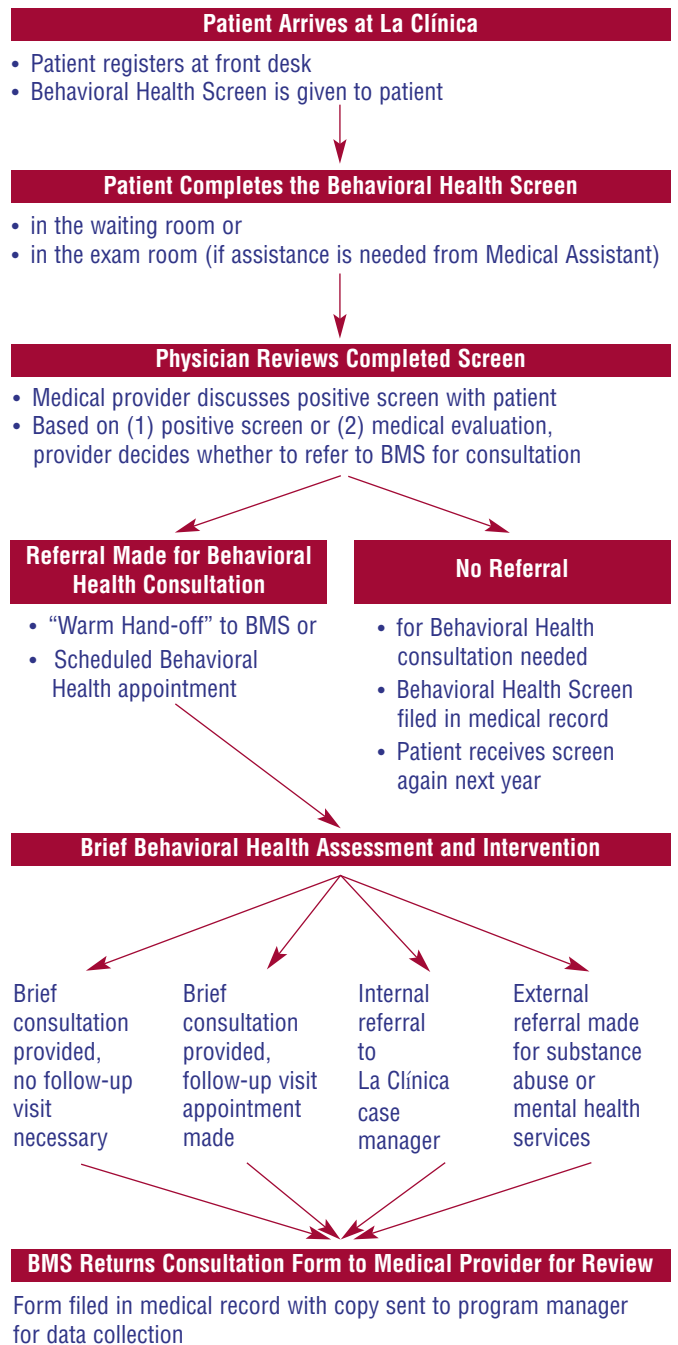 Patient Arrives at La Clínica
• Patient registers at front desk
• Behavioral Health Screen is given to patient
Patient Completes the Behavioral Health Screen
• in the waiting room or
• in the exam room (if assistance is needed from Medical Assistant)
Physician Reviews Completed Screen
• Medical provider discusses positive screen with patient
• Based on (1) positive screen or (2) medical evaluation,
provider decides whether to refer to BMS for consultation
Referral Made for Behavioral
Health Consultation
• “Warm Hand-off” to BMS or
• Scheduled Behavioral
Health appointment
No Referral
• for Behavioral Health
consultation needed
• Behavioral Health Screen
filed in medical record
• Patient receives screen
again next year
Brief Behavioral Health Assessment and Intervention
Brief
consultation
provided,
no follow-up
visit
necessary
Brief
consultation
provided,
follow-up visit
appointment
made
Internal
referral
to
La Clínica
case
manager
External
referral made
for substance
abuse or
mental health
services
BMS Returns Consultation Form to Medical Provider for Review
Form filed in medical record with copy sent to program manager
for data collection